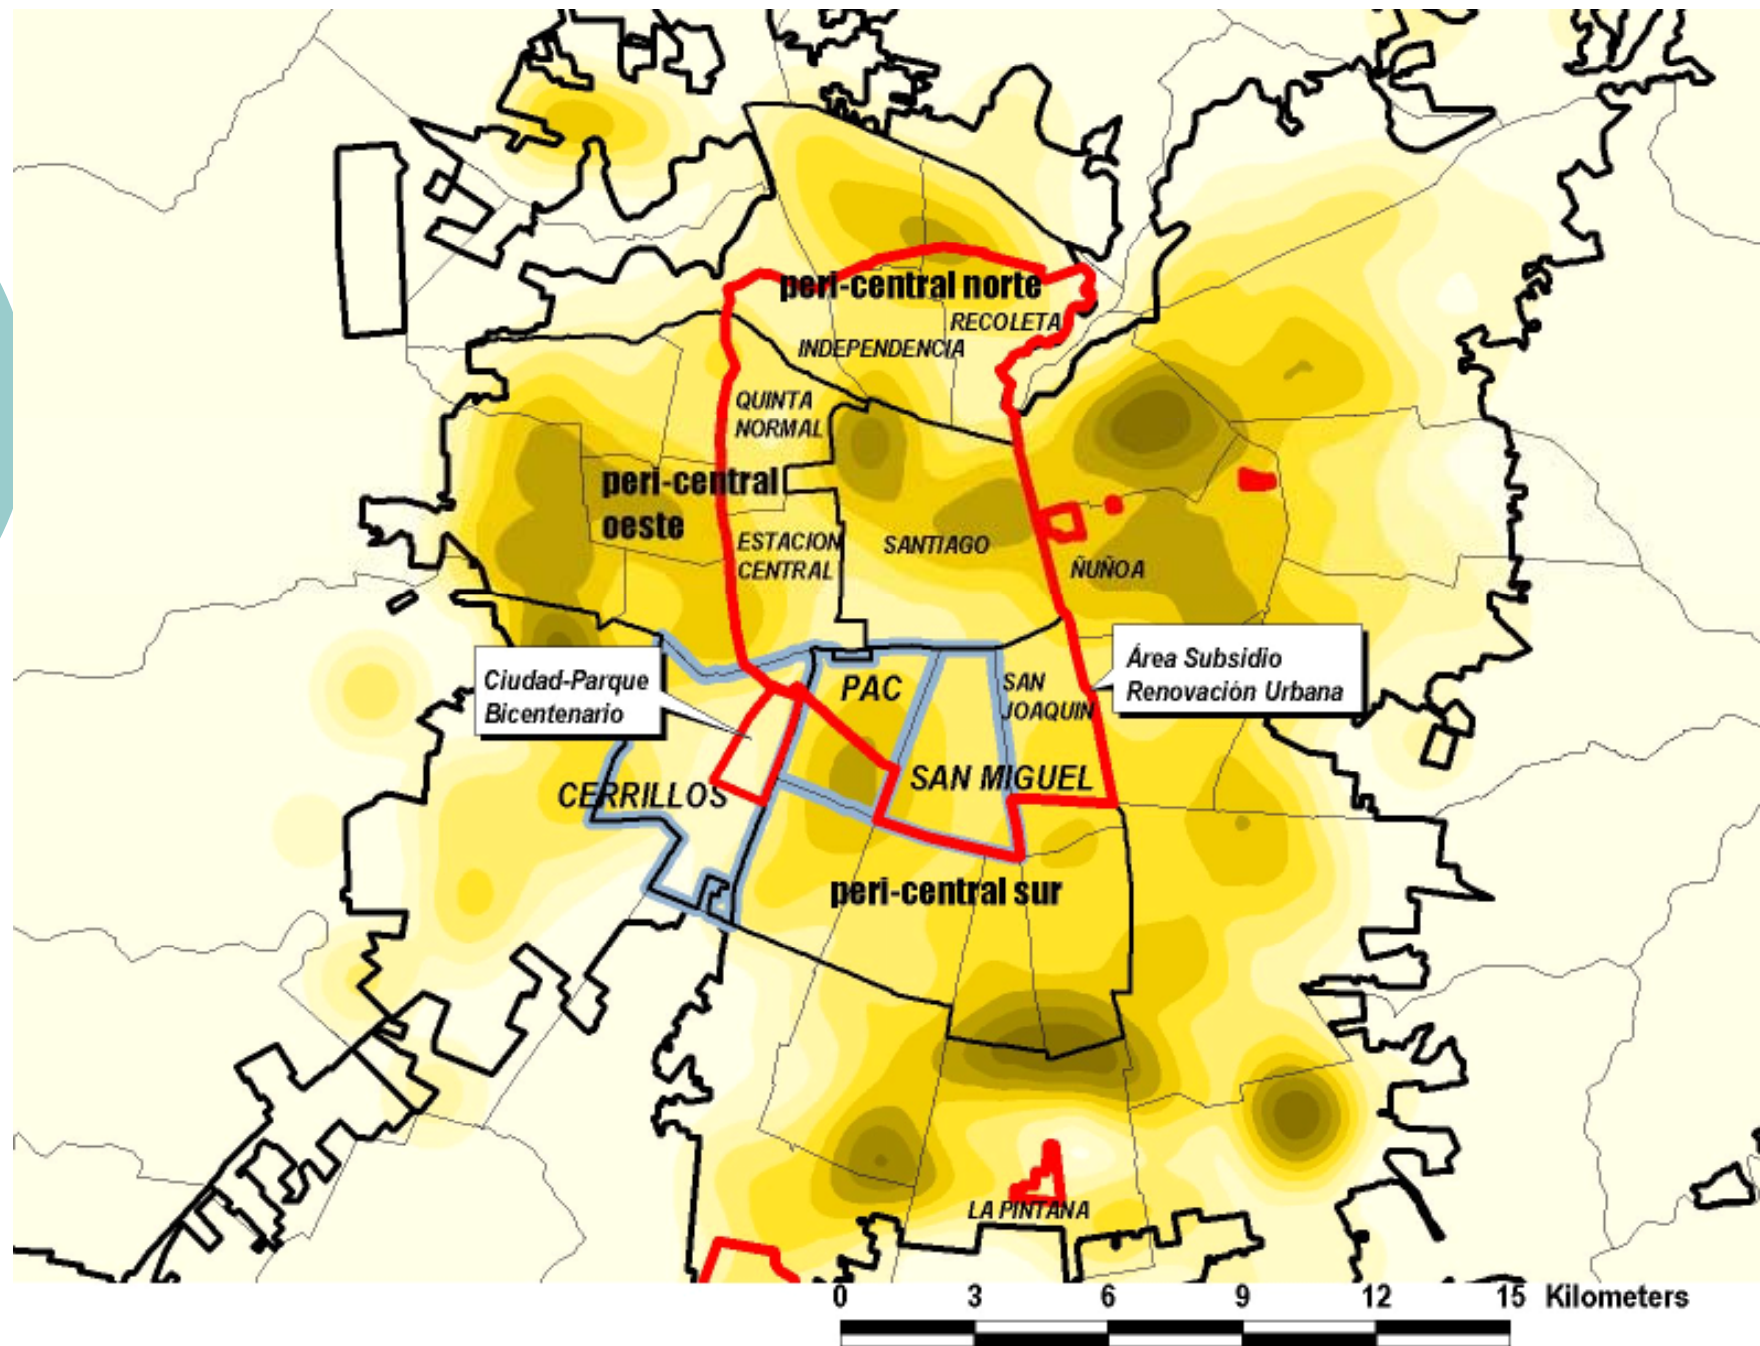 peri-central norte
RECOLETA
INDEPENDENCIA
QUINTA
NORMAL
peri-central
oeste
ESTACION
CENTRAL
SANTIAGO
ÑUÑOA
Ciudad-Parque
Bicentenario
PAC
SAN
JOAQUIN
Área Subsidio
Renovación Urbana
CERRILLOS
SAN MIGUEL
peri-central sur
LA PINTANA
0 3 6 9 12 15 Kilometers